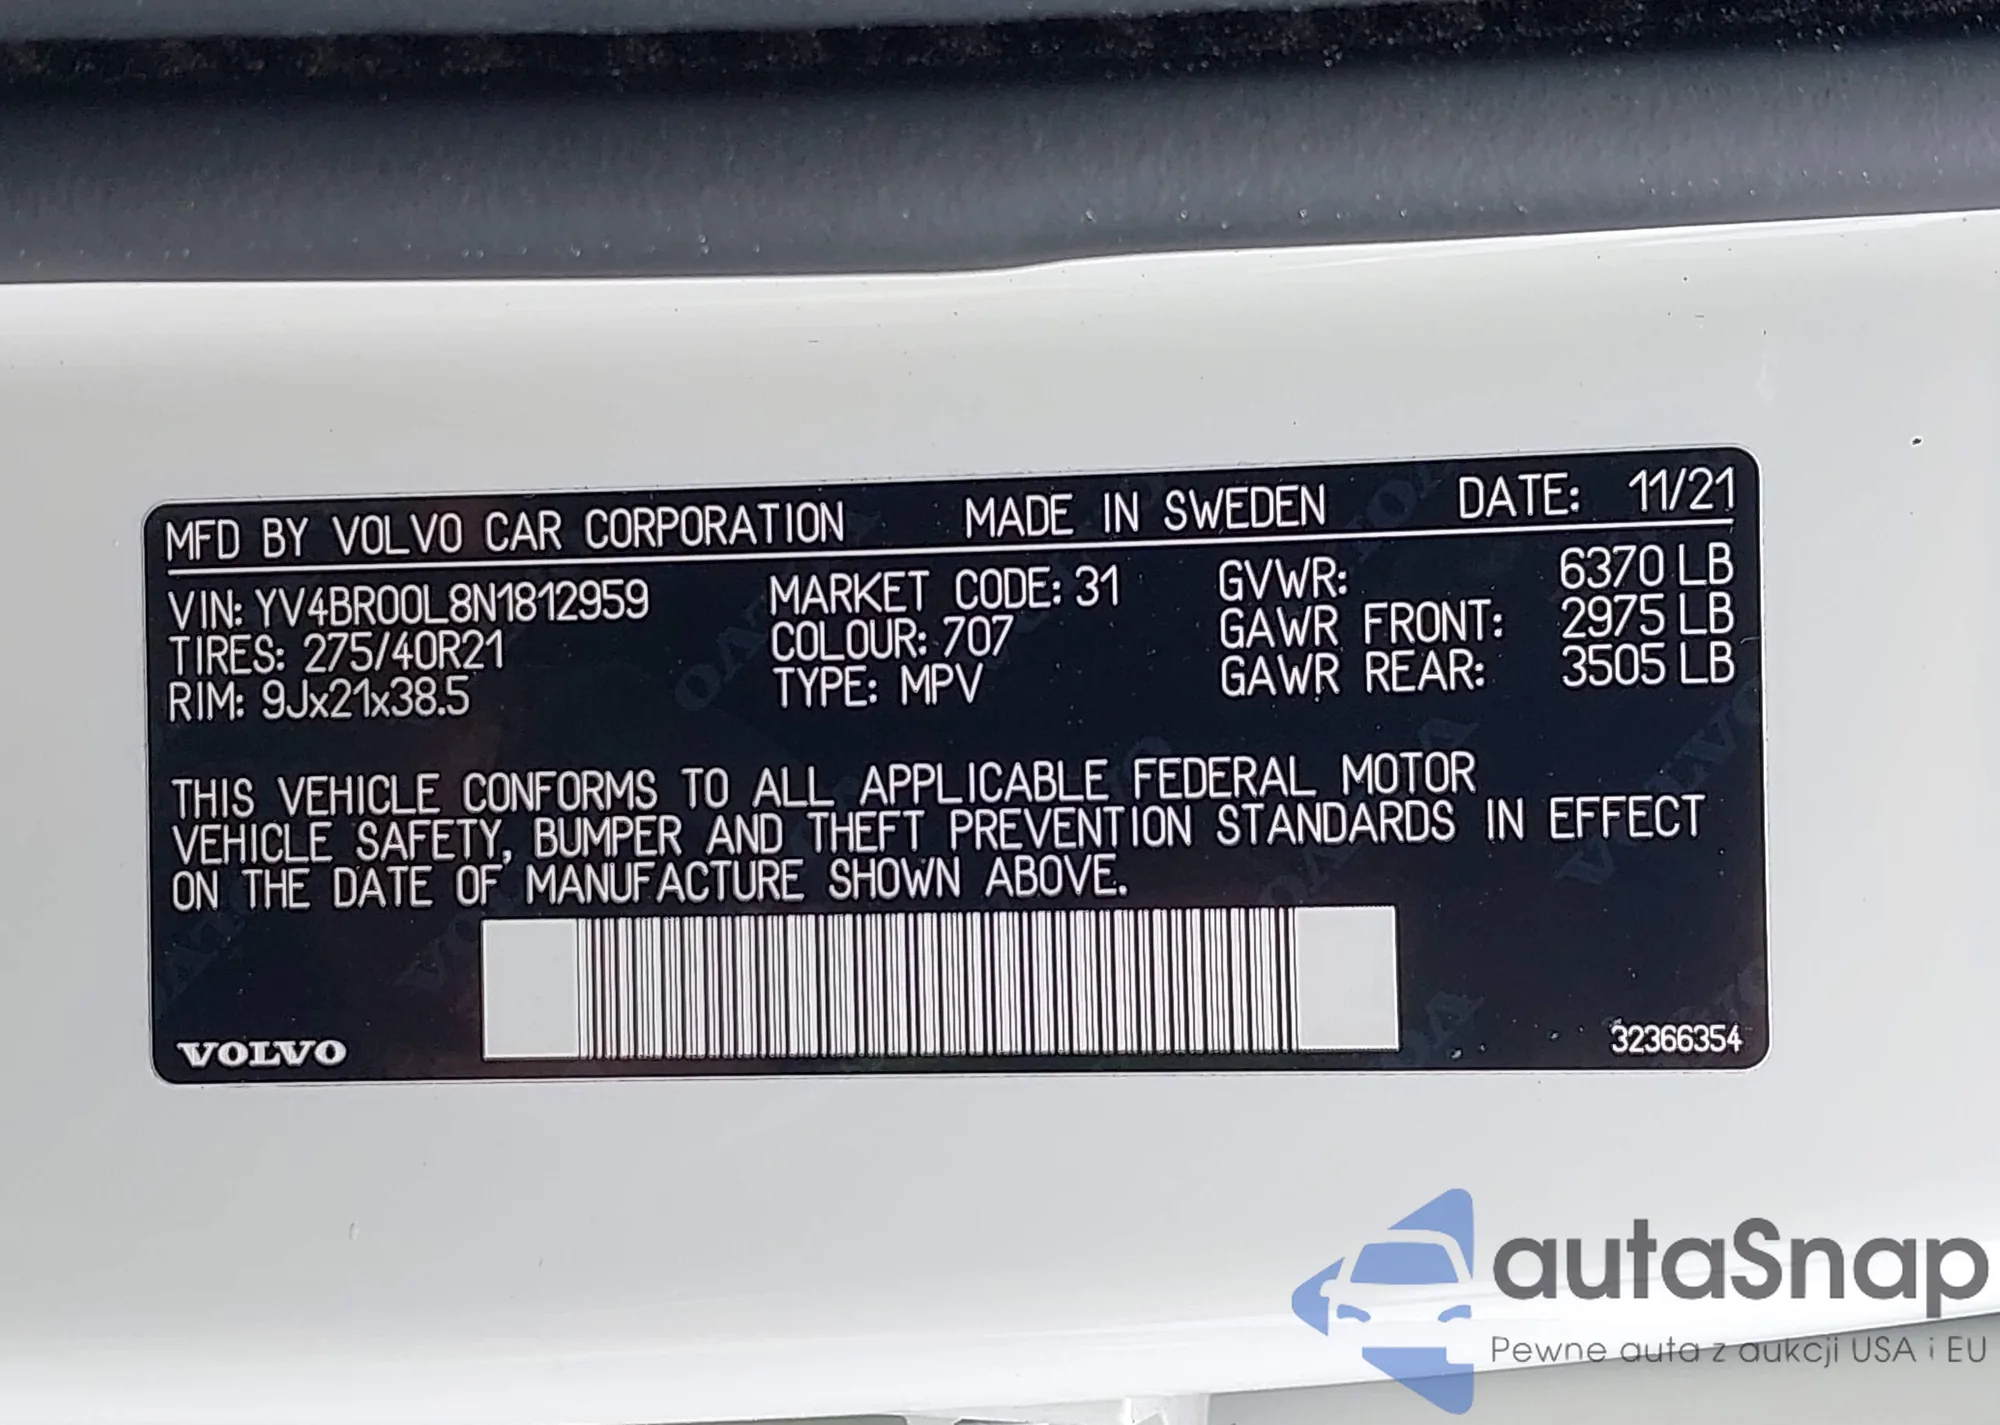 MFD BY VOLVO CAR CORPORATION MADE IN SWEDEN DATE: 11/21
VIN: YV4BR00L8N1812959 MARKET CODE: 31 GVWR: 6370 LB
TIRES: 275/40R21 COLOUR: 707 GAWR FRONT: 2975 LB
RIM: 9Jx21x38.5 TYPE: MPV GAWR REAR: 3505 LB
THIS VEHICLE CONFORMS TO ALL APPLICABLE FEDERAL MOTOR
VEHICLE SAFETY, BUMPER AND THEFT PREVENTION STANDARDS IN EFFECT
ON THE DATE OF MANUFACTURE SHOWN ABOVE.
VOLVO 32366354
autaSnap
Pewne auta z aukcji USA i EU